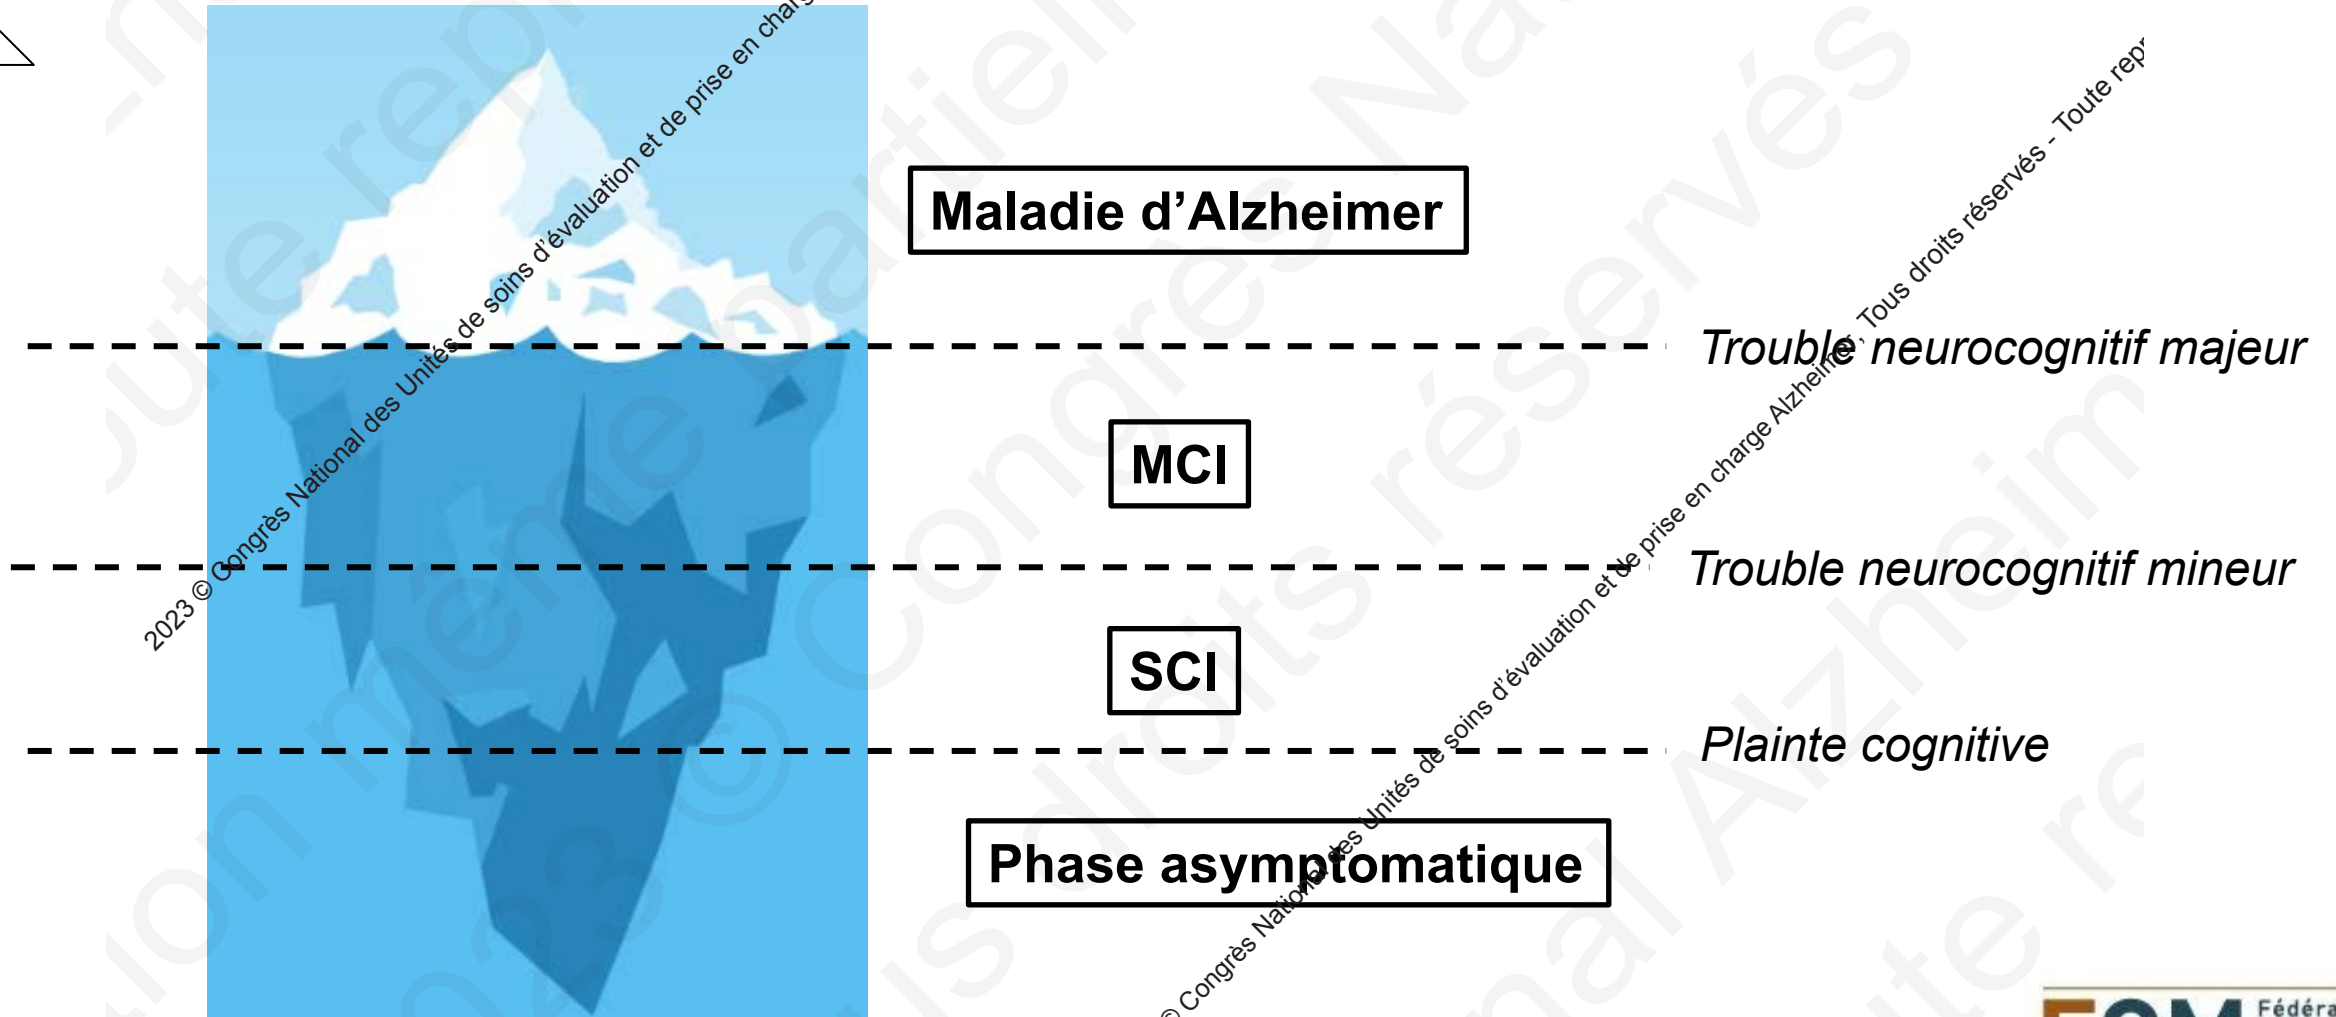 Maladie d'Alzheimer
Trouble neurocognitif majeur
MCI
Trouble neurocognitif mineur
SCI
Plainte cognitive
Phase asymptomatique
2023 © Congrès National des Unités de soins d'évaluation et de prise en charg
© Congrès National des Unités de soins d'évaluation et de prise en charge Alzheimer, Tous droits réservés - Toute repr
Fédéra